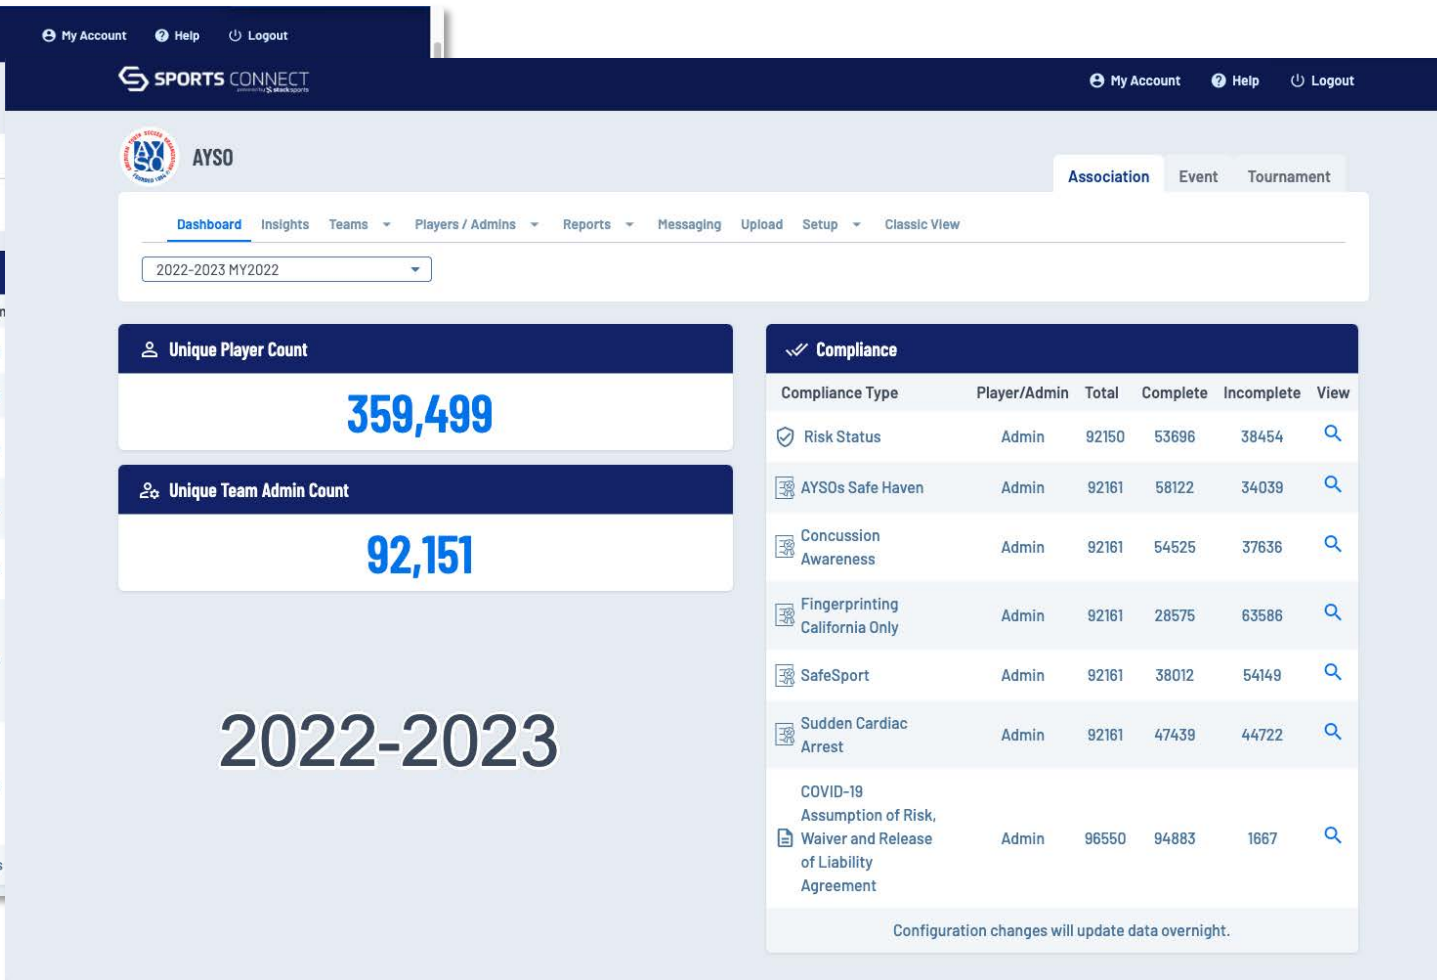 My Account Help Logout
SPORTS CONNECT
powered by stack sports
My Account Help Logout
AYSO
AYSO
Association Event Tournament
Dashboard Insights Teams Players / Admins Reports Messaging Upload Setup Classic View
2022-2023 MY2022
Unique Player Count
359,499
Unique Team Admin Count
92,151
2022-2023
Compliance
Compliance Type Player/Admin Total Complete Incomplete View
Risk Status Admin 92150 53696 38454
AYSOs Safe Haven Admin 92161 58122 34039
Concussion
Awareness
Admin 92161 54525 37636
Fingerprinting
California Only
Admin 92161 28575 63586
SafeSport Admin 92161 38012 54149
Sudden Cardiac
Arrest
Admin 92161 47439 44722
COVID-19
Assumption of Risk,
Waiver and Release
of Liability
Agreement
Admin 96550 94883 1667
Configuration changes will update data overnight.